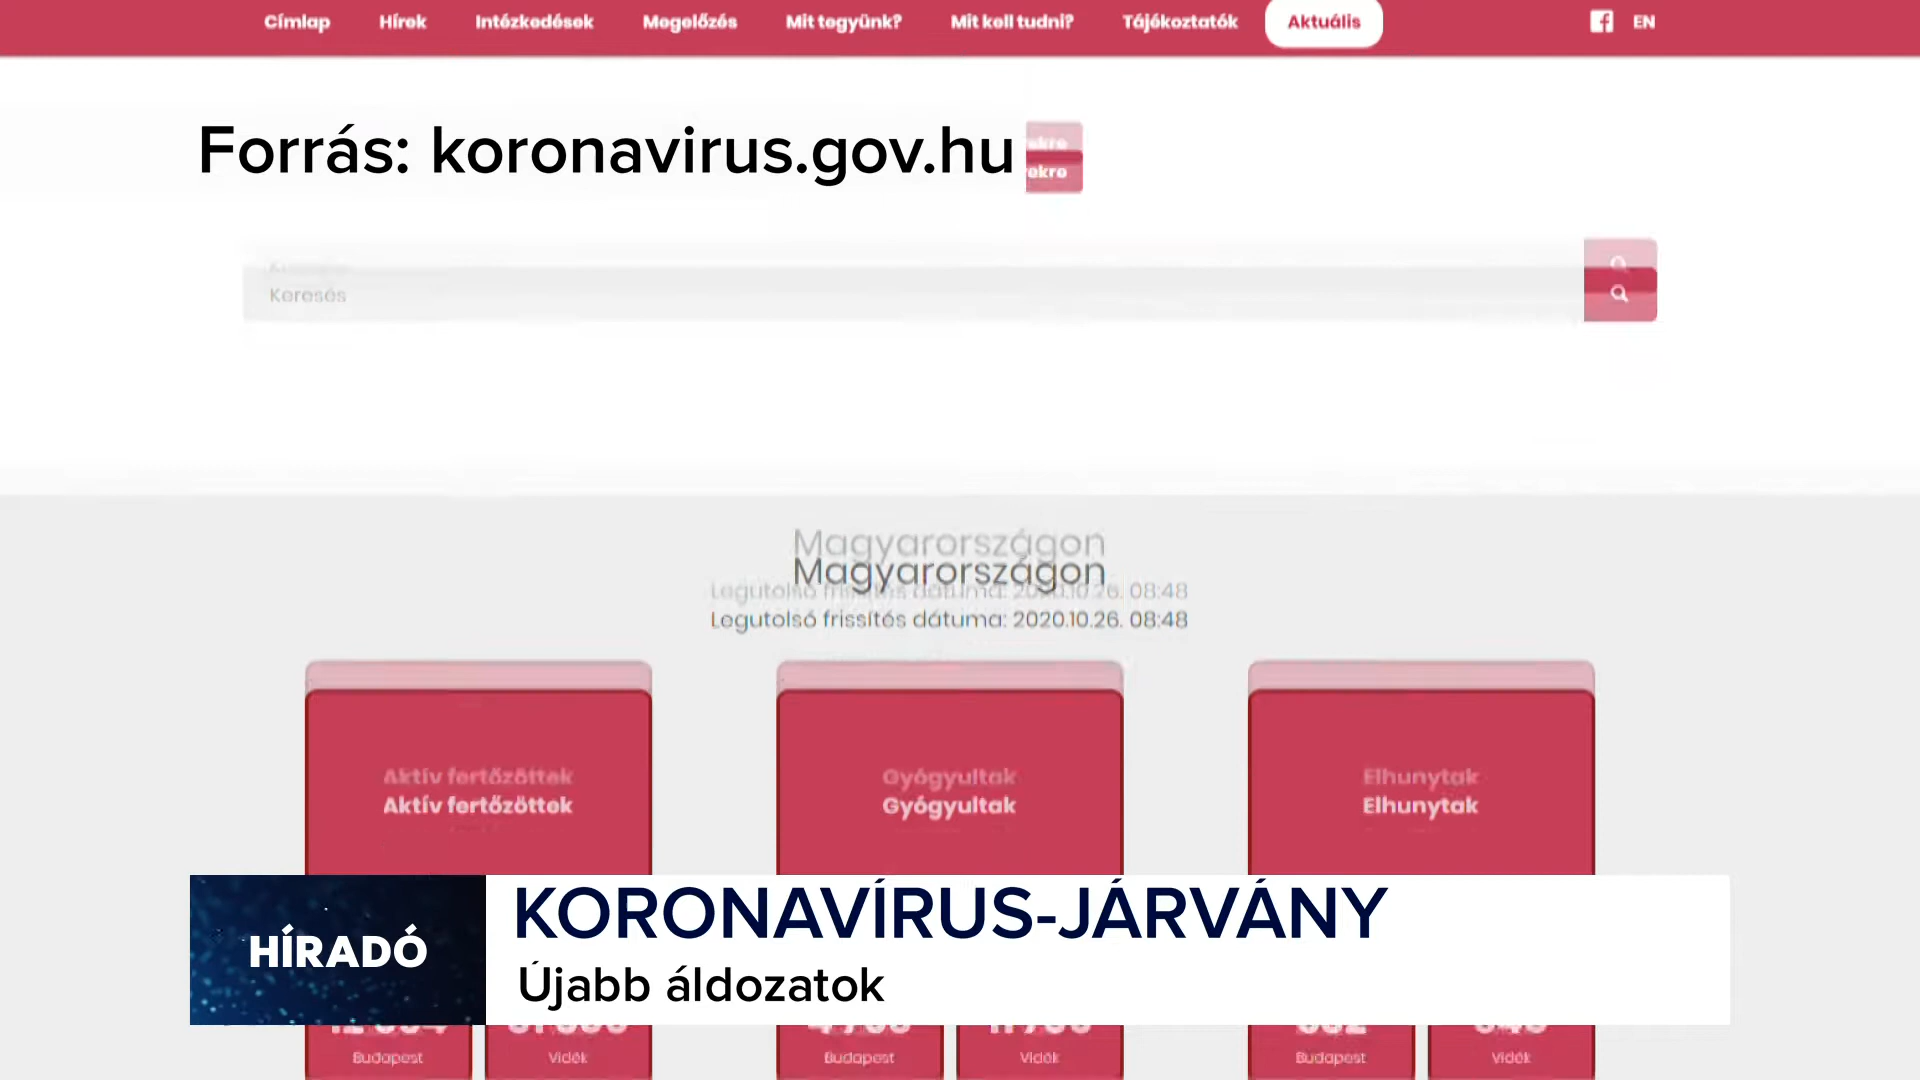 Címlap Hírek Intézkedések Megelőzés Mit tegyünk? Mit kell tudni? Tájékoztatók Aktuális EN
Forrás: koronavirus.gov.hu
Keresés
Magyarországon
Legutolsó frissítés dátuma: 2020.10.26. 08:48
Aktív fertőzöttek Gyógyultak Elhunytak
HÍRADÓ
KORONAVÍRUS-JÁRVÁNY
Újabb áldozatok
Budapest Vidék Budapest Vidék Budapest Vidék